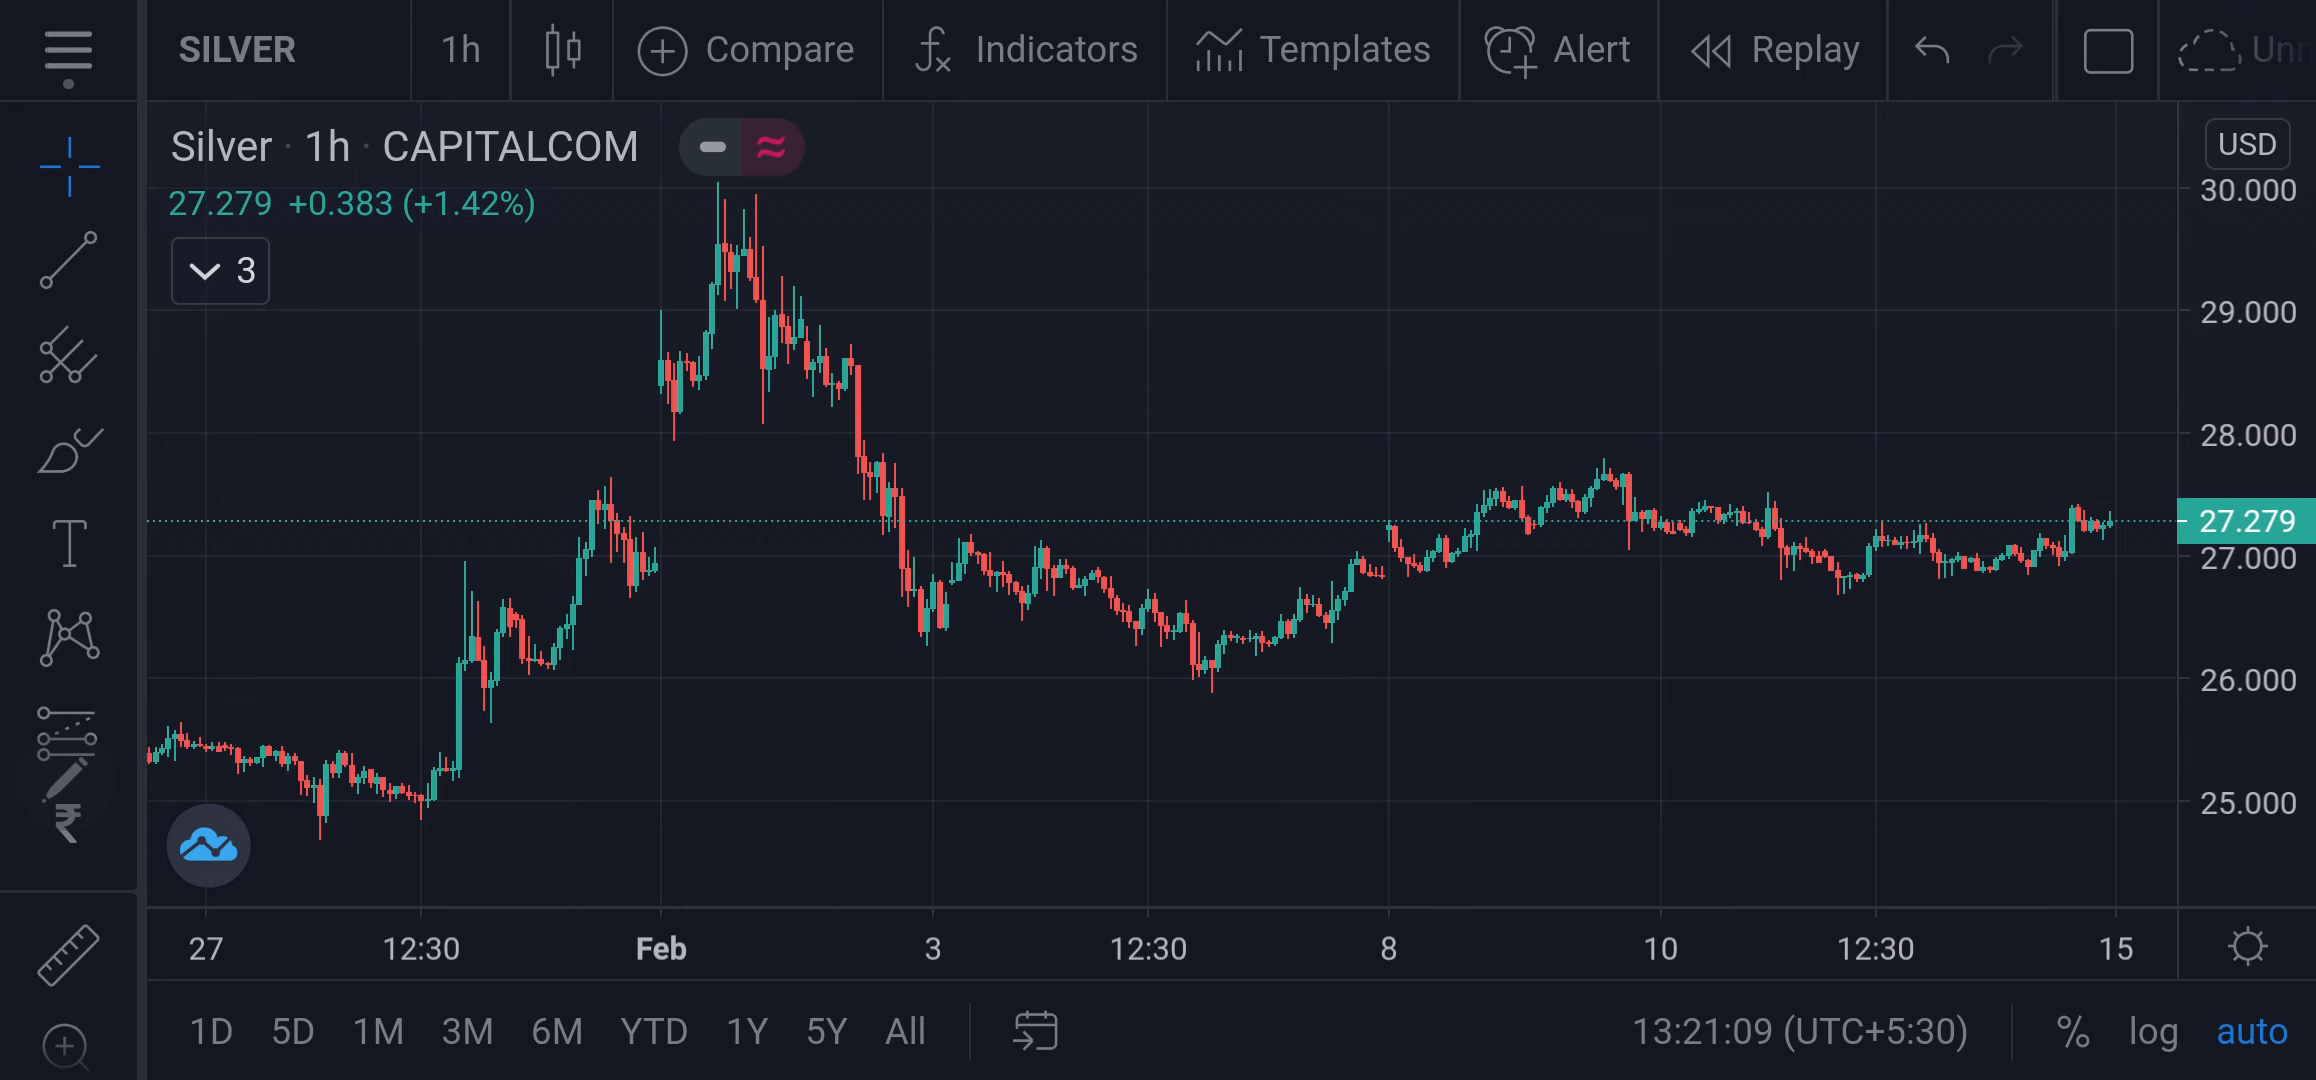 SILVER 1h Compare Indicators Templates Alert Replay Unn
Silver · 1h · CAPITALCOM
27.279 +0.383 (+1.42%)
3
USD
30.000
29.000
28.000
27.279
27.000
26.000
25.000
₹
27 12:30 Feb 3 12:30 8 10 12:30 15
1D 5D 1M 3M 6M YTD 1Y 5Y All 13:21:09 (UTC+5:30) % log auto